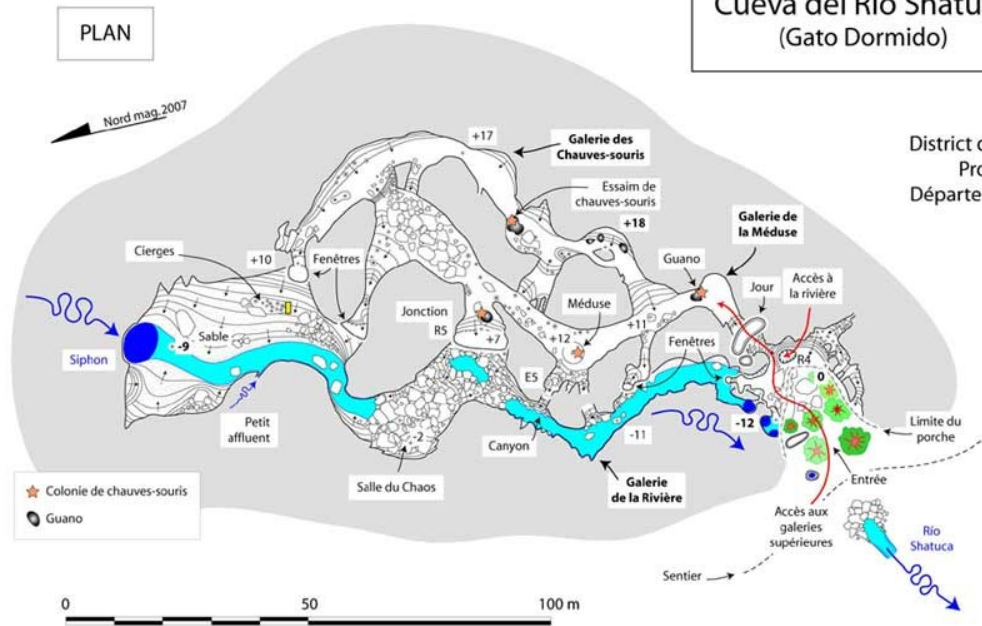 PLAN
Cueva del Río Shatu
(Gato Dormido)
Nord mag. 2007
District
Pro
Départe
+17
Galerie des
Chauves-souris
Essaim de
chauves-souris
+18
Galerie de
la Méduse
Cierges
+10
Fenêtres
Guano
Jour
Accès à
la rivière
Jonction
R5
Méduse
Siphon
-9
Sable
+7
+12
+11
Fenêtres
R4
0
E5
Petit
affluent
-2
Canyon
-11
-12
Limite du
porche
Salle du Chaos
Galerie
de la Rivière
Entrée
Colonie de chauves-souris
Guano
Accès aux
galeries
supérieures
Río
Shatuca
Sentier
0
50
100 m